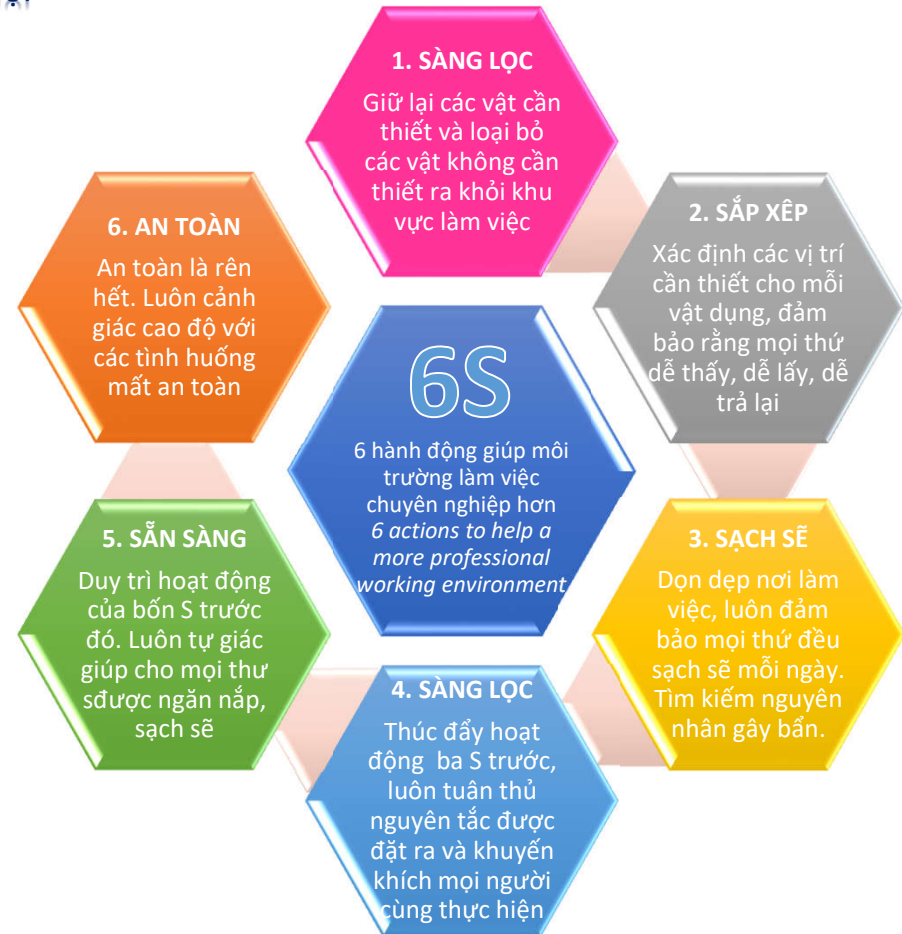 1. SÀNG LỌC
Giữ lại các vật cần
thiết và loại bỏ
các vật không cần
thiết ra khỏi khu
vực làm việc
2. SẮP XÊP
Xác định các vị trí
cần thiết cho mỗi
vật dụng, đảm
bảo rằng mọi thứ
dễ thấy, dễ lấy, dễ
trả lại
3. SẠCH SẼ
Dọn dẹp nơi làm
việc, luôn đảm
bảo mọi thứ đều
sạch sẽ mỗi ngày.
Tìm kiếm nguyên
nhân gây bẩn.
4. SÀNG LỌC
Thúc đẩy hoạt
động ba S trước,
luôn tuân thủ
nguyên tắc được
đặt ra và khuyến
khích mọi người
cùng thực hiện
5. SẴN SÀNG
Duy trì hoạt động
của bốn S trước
đó. Luôn tự giác
giúp cho mọi thư
sđược ngăn nắp,
sạch sẽ
6. AN TOÀN
An toàn là rên
hết. Luôn cảnh
giác cao độ với
các tình huống
mất an toàn
6S
6 hành động giúp môi
trường làm việc
chuyên nghiệp hơn
6 actions to help a
more professional
working environment